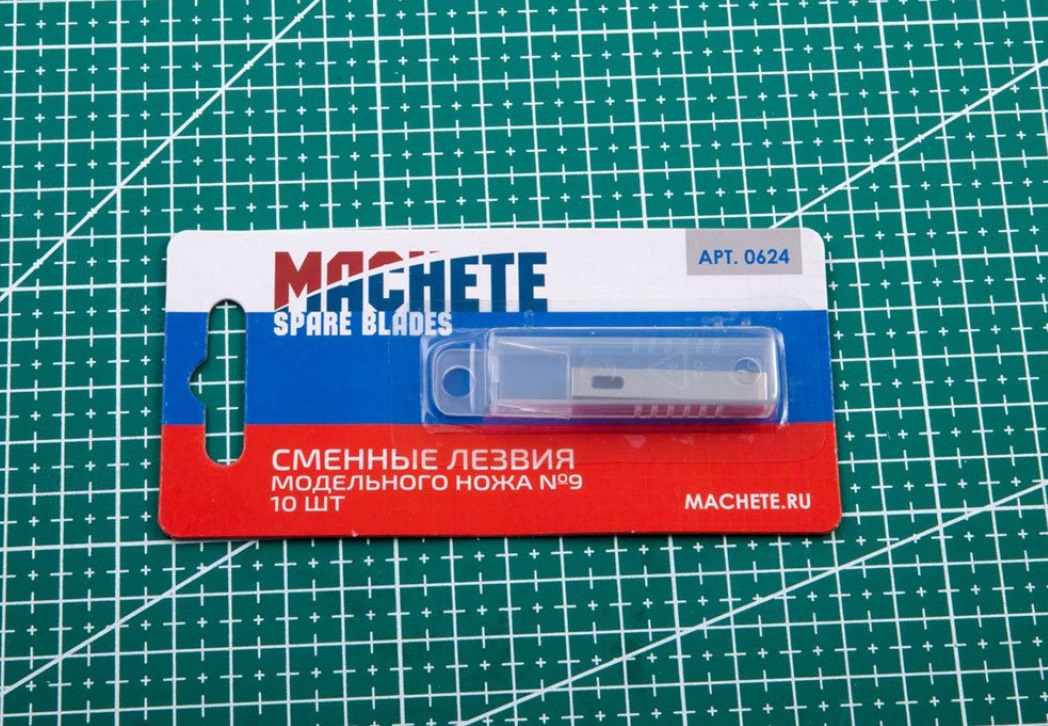 MACHETE
SPARE BLADES
АРТ. 0624
СМЕННЫЕ ЛЕЗВИЯ
МОДЕЛЬНОГО НОЖА №9
10 ШТ
MACHETE.RU